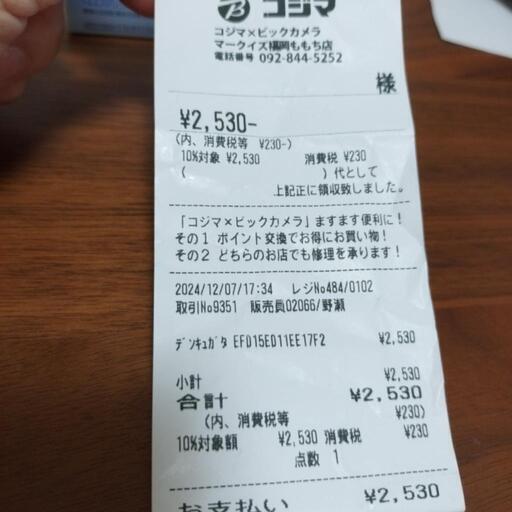 コジマ
コジマ×ビックカメラ
マークイズ福岡ももち店
電話番号 092-844-5252
様
¥2,530-
(内、消費税等 ¥230-)
10%対象 ¥2,530 消費税 ¥230
( )代として
上記正に領収致しました。
「コジマ×ビックカメラ」ますます便利に!
その1 ポイント交換でお得にお買い物!
その2 どちらのお店でも修理を承ります!
2024/12/07/17:34 レジNo484/0102
取引No9351 販売員02066/野瀬
デンキュガタ EFD15ED11EE17F2 ¥2,530
小計 ¥2,530
合計 ¥2,530
(内、消費税等 ¥230)
10%対象額 ¥2,530 消費税 ¥230
点数 1
お支払い ¥2,530